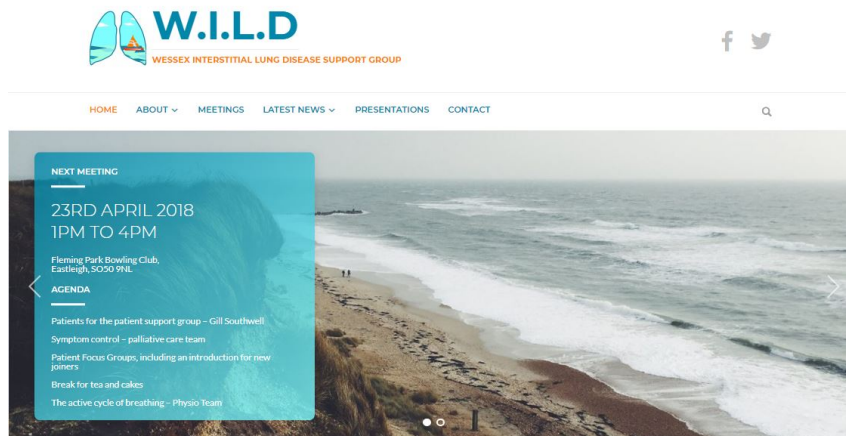 W.I.L.D
WESSEX INTERSTITIAL LUNG DISEASE SUPPORT GROUP
HOME ABOUT MEETINGS LATEST NEWS PRESENTATIONS CONTACT
NEXT MEETING
23RD APRIL 2018
1PM TO 4PM
Fleming Park Bowling Club,
Eastleigh, SO50 9NL
AGENDA
Patients for the patient support group – Gill Southwell
Symptom control – palliative care team
Patient Focus Groups, including an introduction for new
joiners
Break for tea and cakes
The active cycle of breathing – Physio Team